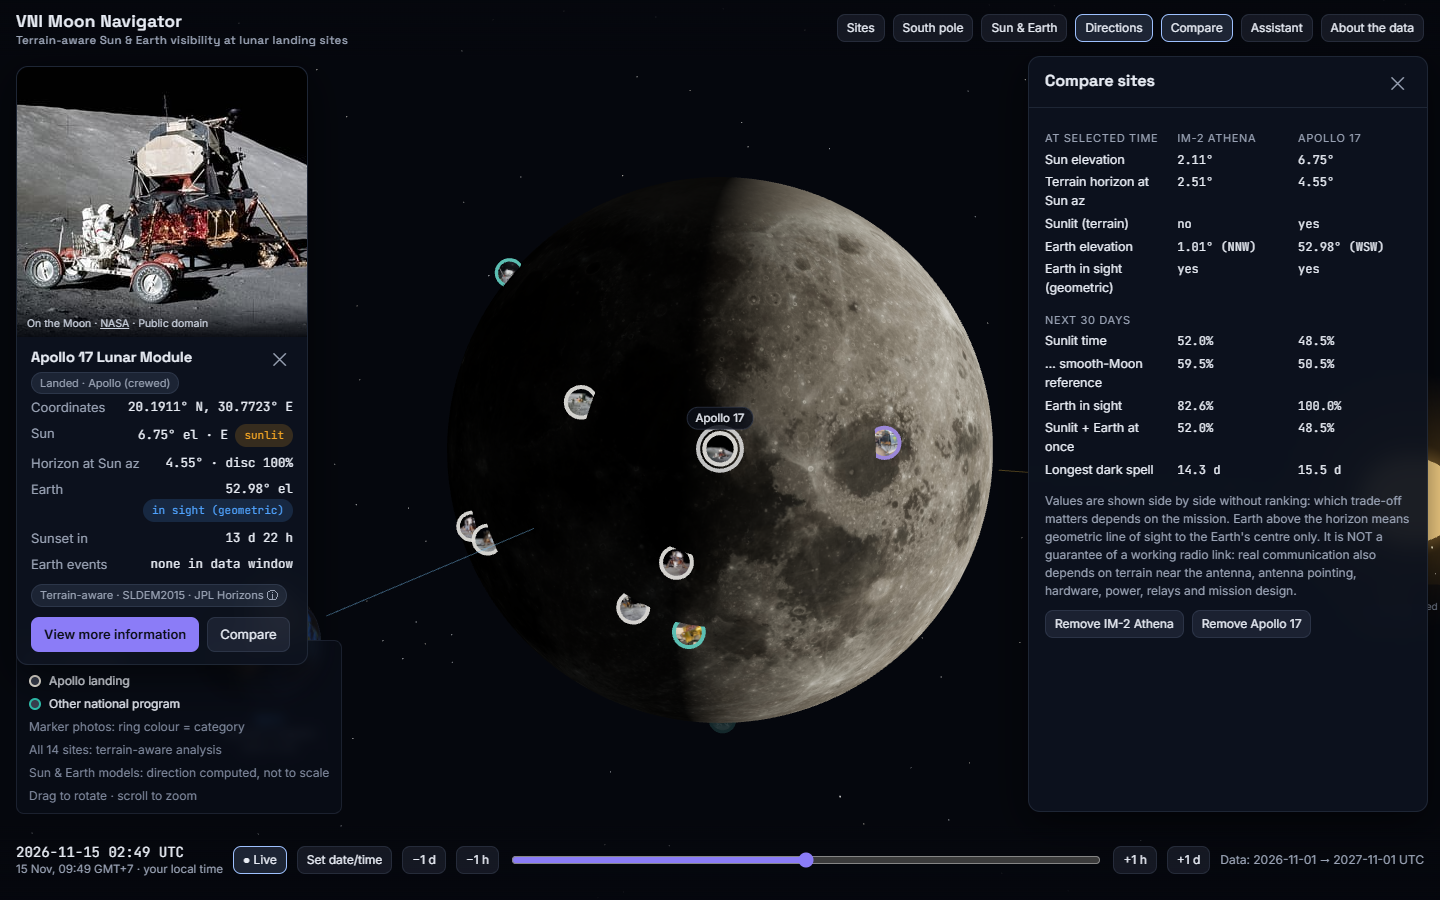 VNI Moon Navigator
Terrain-aware Sun & Earth visibility at lunar landing sites
Sites
South pole
Sun & Earth
Directions
Compare
Assistant
About the data
On the Moon · NASA · Public domain
Apollo 17 Lunar Module
Landed · Apollo (crewed)
Coordinates 20.1911° N, 30.7723° E
Sun 6.75° el · E sunlit
Horizon at Sun az 4.55° · disc 100%
Earth 52.98° el
in sight (geometric)
Sunset in 13 d 22 h
Earth events none in data window
Terrain-aware · SLDEM2015 · JPL Horizons ⓘ
View more information
Compare
Apollo landing
Other national program
Marker photos: ring colour = category
All 14 sites: terrain-aware analysis
Sun & Earth models: direction computed, not to scale
Drag to rotate · scroll to zoom
Apollo 17
Compare sites
AT SELECTED TIME IM-2 ATHENA APOLLO 17
Sun elevation 2.11° 6.75°
Terrain horizon at 2.51° 4.55°
Sun az
Sunlit (terrain) no yes
Earth elevation 1.01° (NNW) 52.98° (WSW)
Earth in sight yes yes
(geometric)
NEXT 30 DAYS
Sunlit time 52.0% 48.5%
... smooth-Moon 59.5% 50.5%
reference
Earth in sight 82.6% 100.0%
Sunlit + Earth at 52.0% 48.5%
once
Longest dark spell 14.3 d 15.5 d
Values are shown side by side without ranking: which trade-off
matters depends on the mission. Earth above the horizon means
geometric line of sight to the Earth's centre only. It is NOT a
guarantee of a working radio link: real communication also
depends on terrain near the antenna, antenna pointing,
hardware, power, relays and mission design.
Remove IM-2 Athena
Remove Apollo 17
ed
2026-11-15 02:49 UTC
15 Nov, 09:49 GMT+7 · your local time
● Live
Set date/time
−1 d
−1 h
+1 h
+1 d
Data: 2026-11-01 → 2027-11-01 UTC